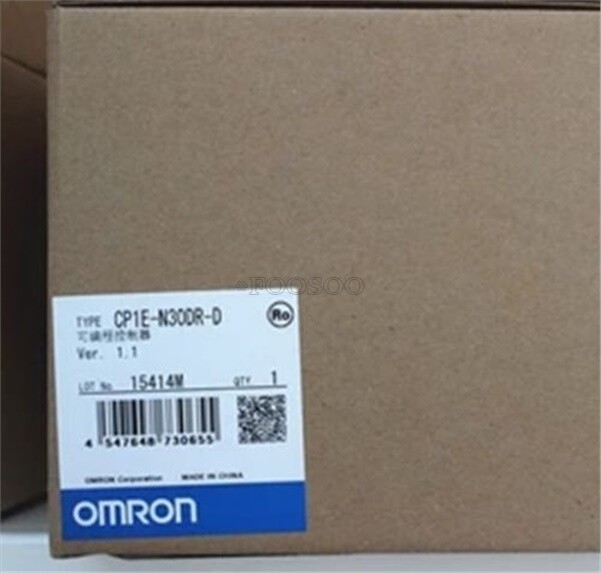 FOOSOO
TYPE CP1E-N30DR-D
Ro
可编程控制器
Ver. 1.1
LOT No. 15414M QTY 1
4 547648 730655
OMRON Corporation MADE IN CHINA
OMRON